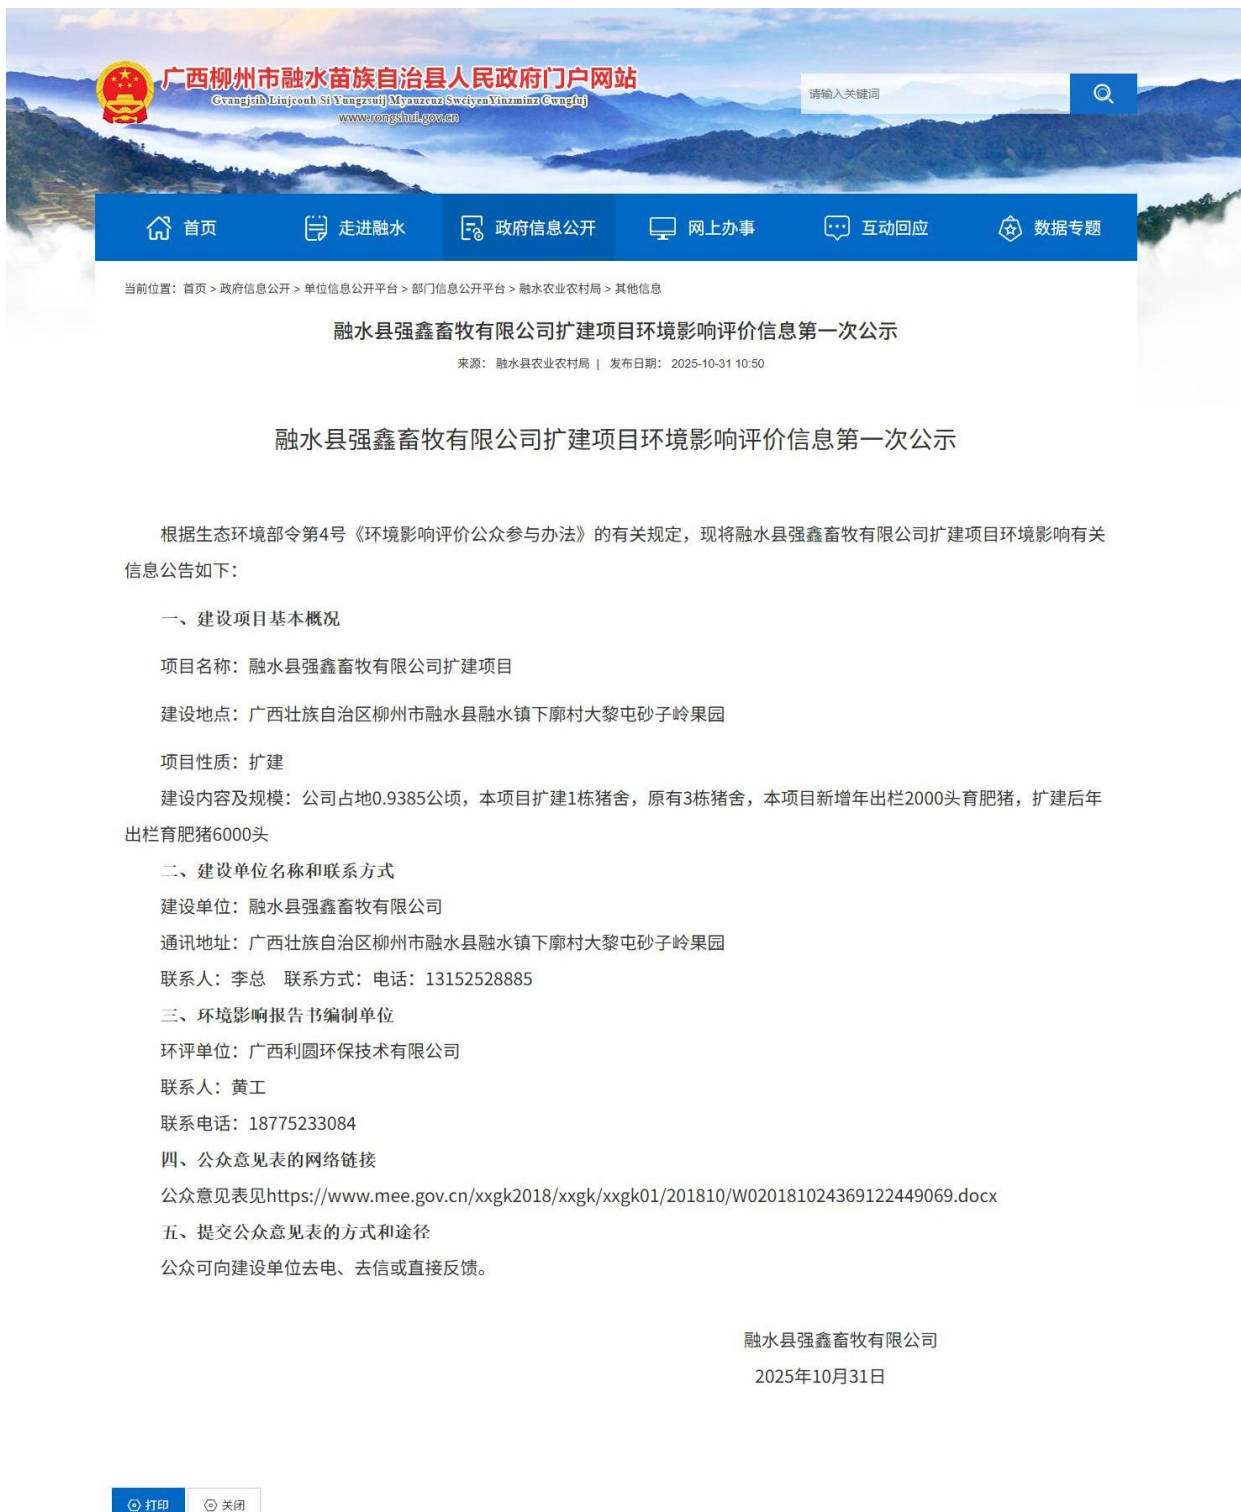 广西柳州市融水苗族自治县人民政府门户网站
Gvangjsih Liujcouh Si Yungzsuij Myauzcuz SwciyenYinzminz Cwngfuj
www.rongshui.gov.cn
请输入关键词
首页 走进融水 政府信息公开 网上办事 互动回应 数据专题
当前位置：首页 > 政府信息公开 > 单位信息公开平台 > 部门信息公开平台 > 融水农业农村局 > 其他信息
融水县强鑫畜牧有限公司扩建项目环境影响评价信息第一次公示
来源： 融水县农业农村局 | 发布日期： 2025-10-31 10:50
融水县强鑫畜牧有限公司扩建项目环境影响评价信息第一次公示
根据生态环境部令第4号《环境影响评价公众参与办法》的有关规定，现将融水县强鑫畜牧有限公司扩建项目环境影响有关
信息公告如下：
一、建设项目基本概况
项目名称：融水县强鑫畜牧有限公司扩建项目
建设地点：广西壮族自治区柳州市融水县融水镇下廓村大黎屯砂子岭果园
项目性质：扩建
建设内容及规模：公司占地0.9385公顷，本项目扩建1栋猪舍，原有3栋猪舍，本项目新增年出栏2000头育肥猪，扩建后年
出栏育肥猪6000头
二、建设单位名称和联系方式
建设单位：融水县强鑫畜牧有限公司
通讯地址：广西壮族自治区柳州市融水县融水镇下廓村大黎屯砂子岭果园
联系人：李总 联系方式：电话：13152528885
三、环境影响报告书编制单位
环评单位：广西利圆环保技术有限公司
联系人：黄工
联系电话：18775233084
四、公众意见表的网络链接
公众意见表见https://www.mee.gov.cn/xxgk2018/xxgk/xxgk01/201810/W020181024369122449069.docx
五、提交公众意见表的方式和途径
公众可向建设单位去电、去信或直接反馈。
融水县强鑫畜牧有限公司
2025年10月31日
打印 关闭